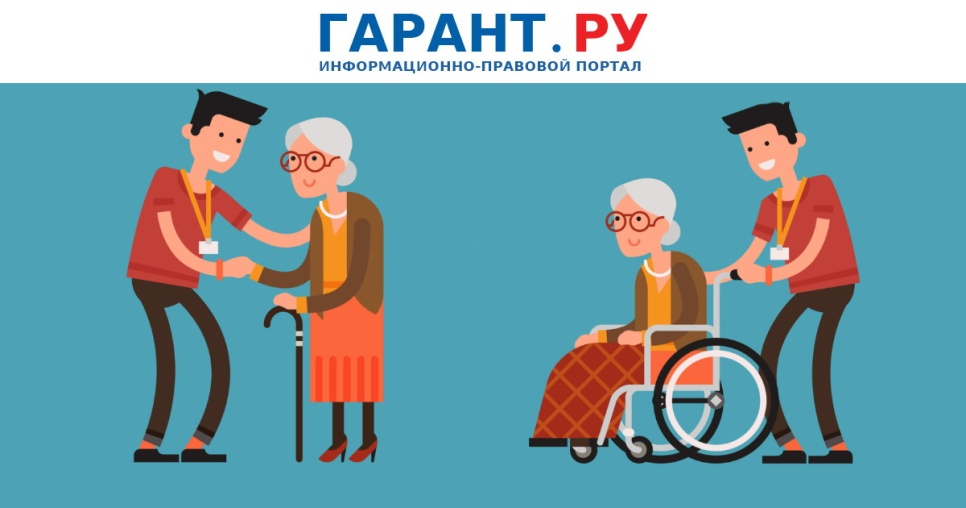 ГАРАНТ.РУ
ИНФОРМАЦИОННО-ПРАВОВОЙ ПОРТАЛ